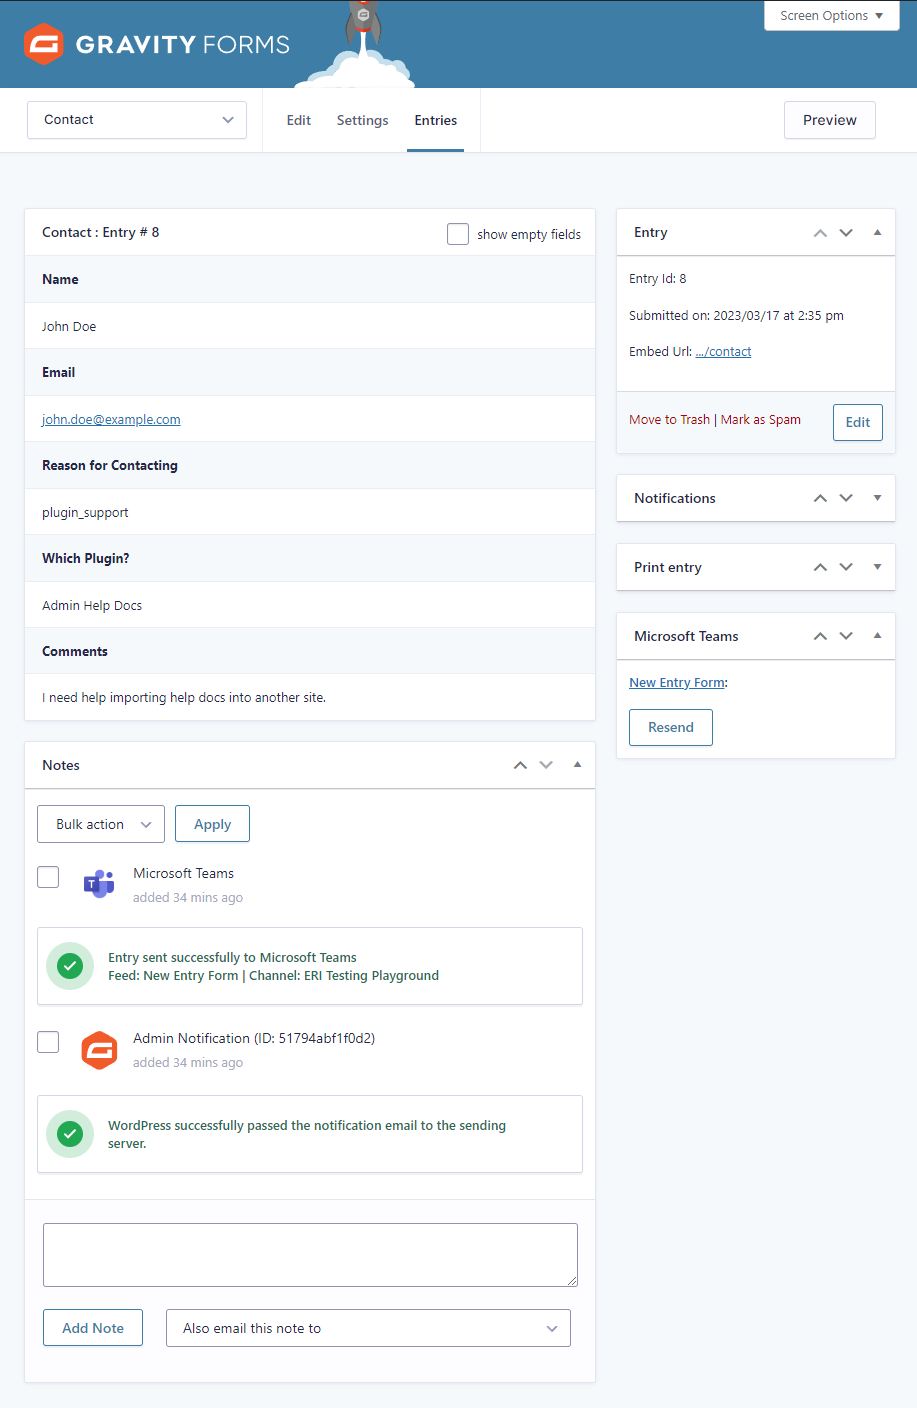 Screen Options
GRAVITY FORMS
Contact
Edit
Settings
Entries
Preview
Contact : Entry # 8
show empty fields
Name
John Doe
Email
john.doe@example.com
Reason for Contacting
plugin_support
Which Plugin?
Admin Help Docs
Comments
I need help importing help docs into another site.
Notes
Bulk action
Apply
T
Microsoft Teams
added 34 mins ago
Entry sent successfully to Microsoft Teams
Feed: New Entry Form | Channel: ERI Testing Playground
Admin Notification (ID: 51794abf1f0d2)
added 34 mins ago
WordPress successfully passed the notification email to the sending
server.
Add Note
Also email this note to
Entry
Entry Id: 8
Submitted on: 2023/03/17 at 2:35 pm
Embed Url: .../contact
Move to Trash | Mark as Spam
Edit
Notifications
Print entry
Microsoft Teams
New Entry Form:
Resend